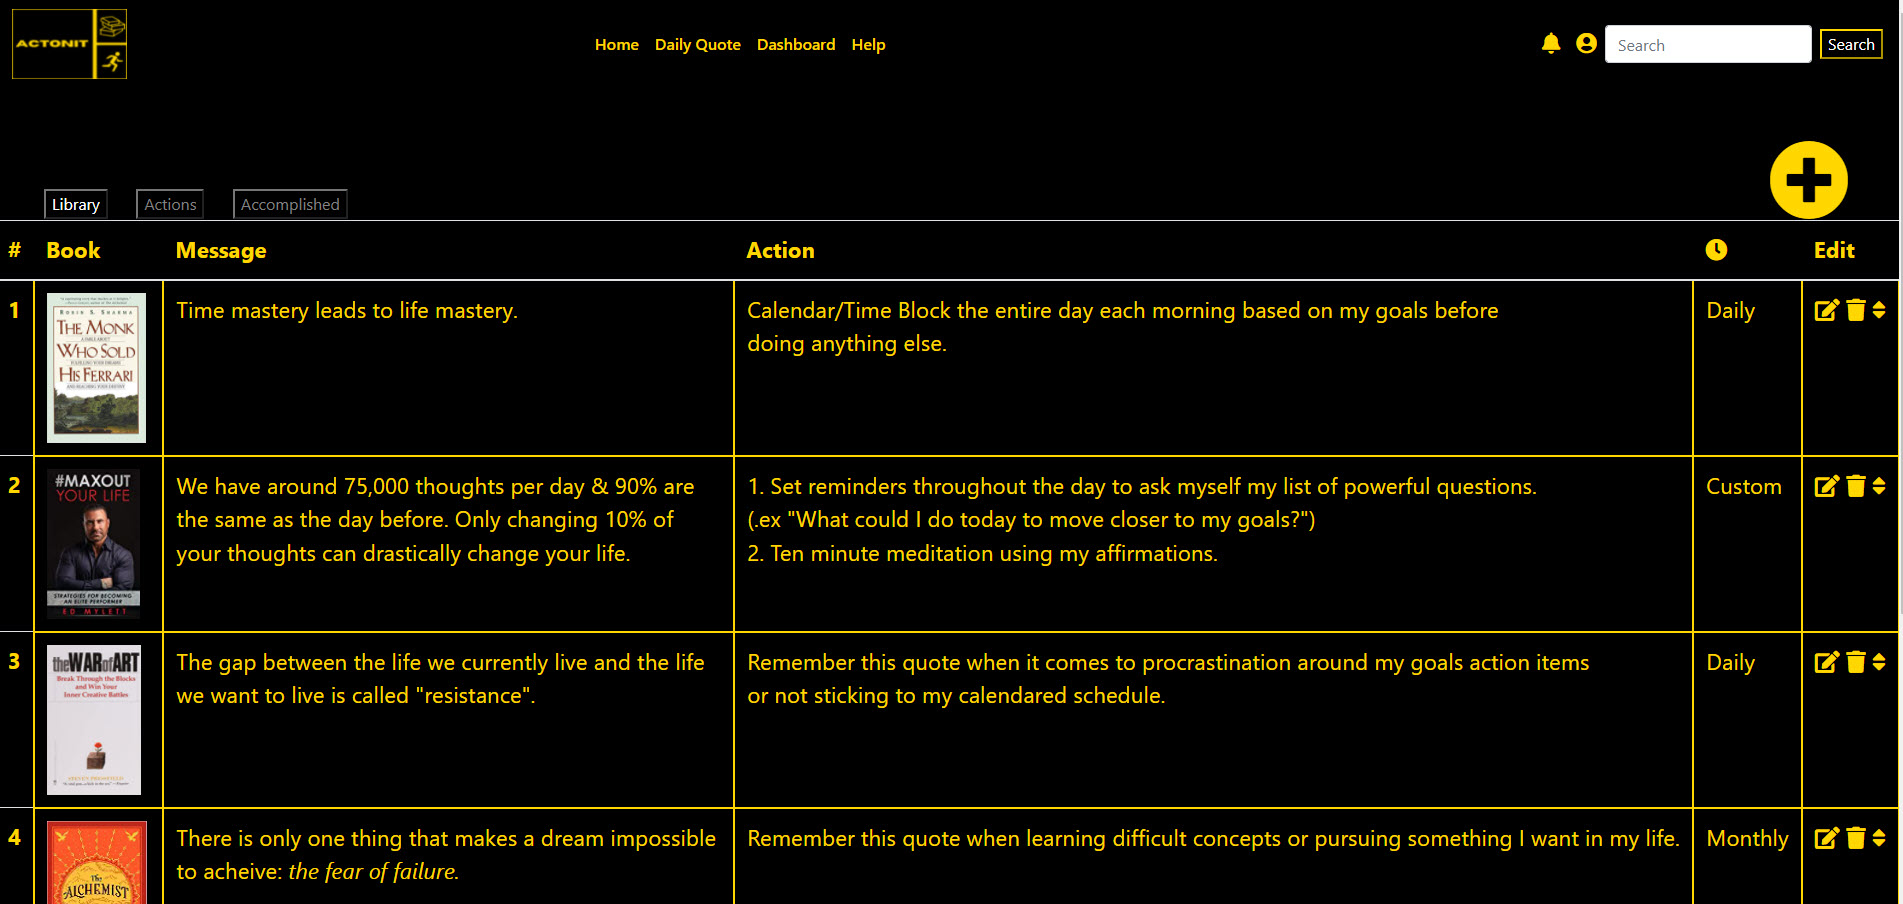 ACTONIT
Home Daily Quote Dashboard Help
Search Search
Library Actions Accomplished
# Book Message Action Edit
1
ROBIN S. SHARMA
THE MONK
WHO SOLD
HIS FERRARI
Time mastery leads to life mastery.
Calendar/Time Block the entire day each morning based on my goals before
doing anything else.
Daily
2
#MAXOUT
YOUR LIFE
STRATEGIES FOR BECOMING
AN ELITE PERFORMER
ED MYLETT
We have around 75,000 thoughts per day & 90% are
the same as the day before. Only changing 10% of
your thoughts can drastically change your life.
1. Set reminders throughout the day to ask myself my list of powerful questions.
(.ex "What could I do today to move closer to my goals?")
2. Ten minute meditation using my affirmations.
Custom
3
the WAR of ART
Break Through the Blocks
and Win Your
Inner Creative Battles
The gap between the life we currently live and the life
we want to live is called "resistance".
Remember this quote when it comes to procrastination around my goals action items
or not sticking to my calendared schedule.
Daily
4
The
ALCHEMIST
There is only one thing that makes a dream impossible
to acheive: the fear of failure.
Remember this quote when learning difficult concepts or pursuing something I want in my life.
Monthly